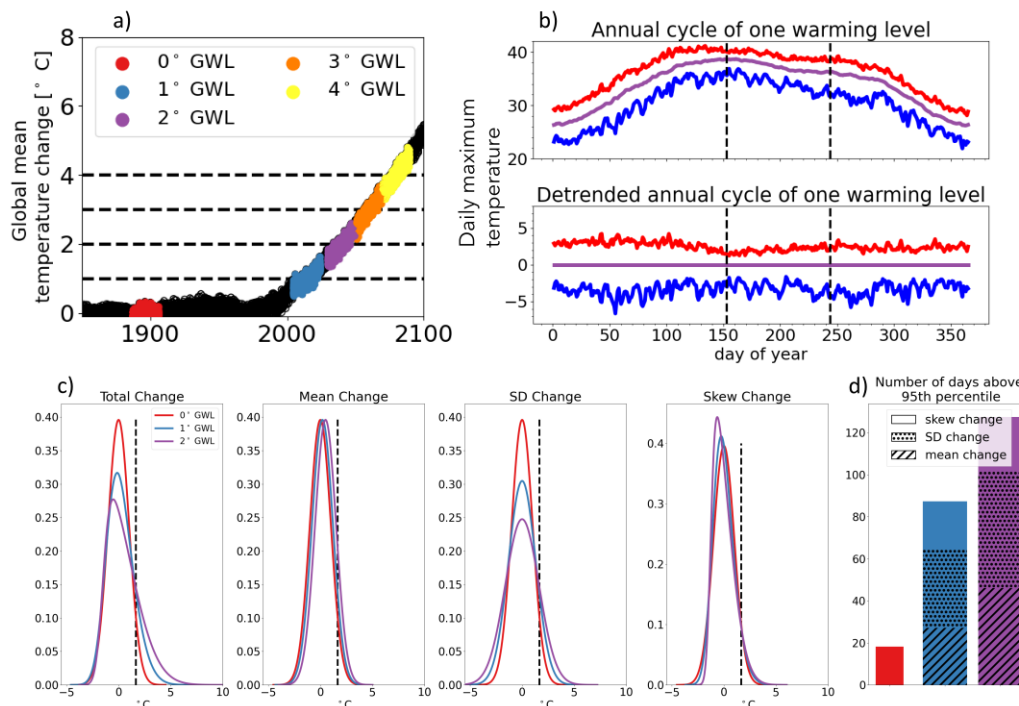 a)
Global mean
temperature change [° C]
8
6
4
2
0
1900
2000
2100
0° GWL
1° GWL
2° GWL
3° GWL
4° GWL
b)
Annual cycle of one warming level
40
30
20
Detrended annual cycle of one warming level
5
0
−5
0
50
100
150
200
250
300
350
day of year
Daily maximum
temperature
c)
Total Change
0.40
0.35
0.30
0.25
0.20
0.15
0.10
0.05
0.00
−5
0
5
10
°C
0° GWL
1° GWL
2° GWL
Mean Change
0.40
0.35
0.30
0.25
0.20
0.15
0.10
0.05
0.00
−5
0
5
10
°C
SD Change
0.40
0.35
0.30
0.25
0.20
0.15
0.10
0.05
0.00
−5
0
5
10
°C
Skew Change
0.4
0.3
0.2
0.1
0.0
−5
0
5
10
°C
d)
Number of days above
95th percentile
skew change
SD change
mean change
120
100
80
60
40
20
0